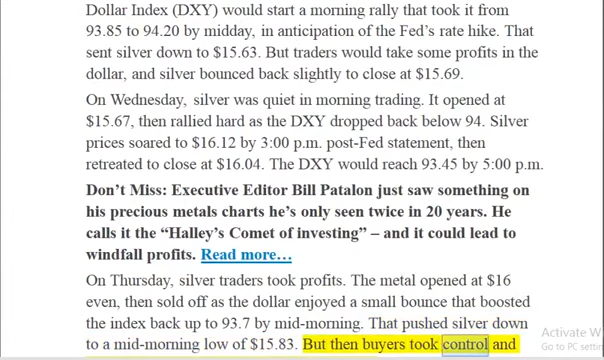 Dollar Index (DXY) would start a morning rally that took it from
93.85 to 94.20 by midday, in anticipation of the Fed's rate hike. That
sent silver down to $15.63. But traders would take some profits in the
dollar, and silver bounced back slightly to close at $15.69.
On Wednesday, silver was quiet in morning trading. It opened at
$15.67, then rallied hard as the DXY dropped back below 94. Silver
prices soared to $16.12 by 3:00 p.m. post-Fed statement, then
retreated to close at $16.04. The DXY would reach 93.45 by 5:00 p.m.
Don't Miss: Executive Editor Bill Patalon just saw something on
his precious metals charts he's only seen twice in 20 years. He
calls it the “Halley's Comet of investing” – and it could lead to
windfall profits. Read more…
On Thursday, silver traders took profits. The metal opened at $16
even, then sold off as the dollar enjoyed a small bounce that boosted
the index back up to 93.7 by mid-morning. That pushed silver down
to a mid-morning low of $15.83. But then buyers took control and
Activate W
Go to PC settin